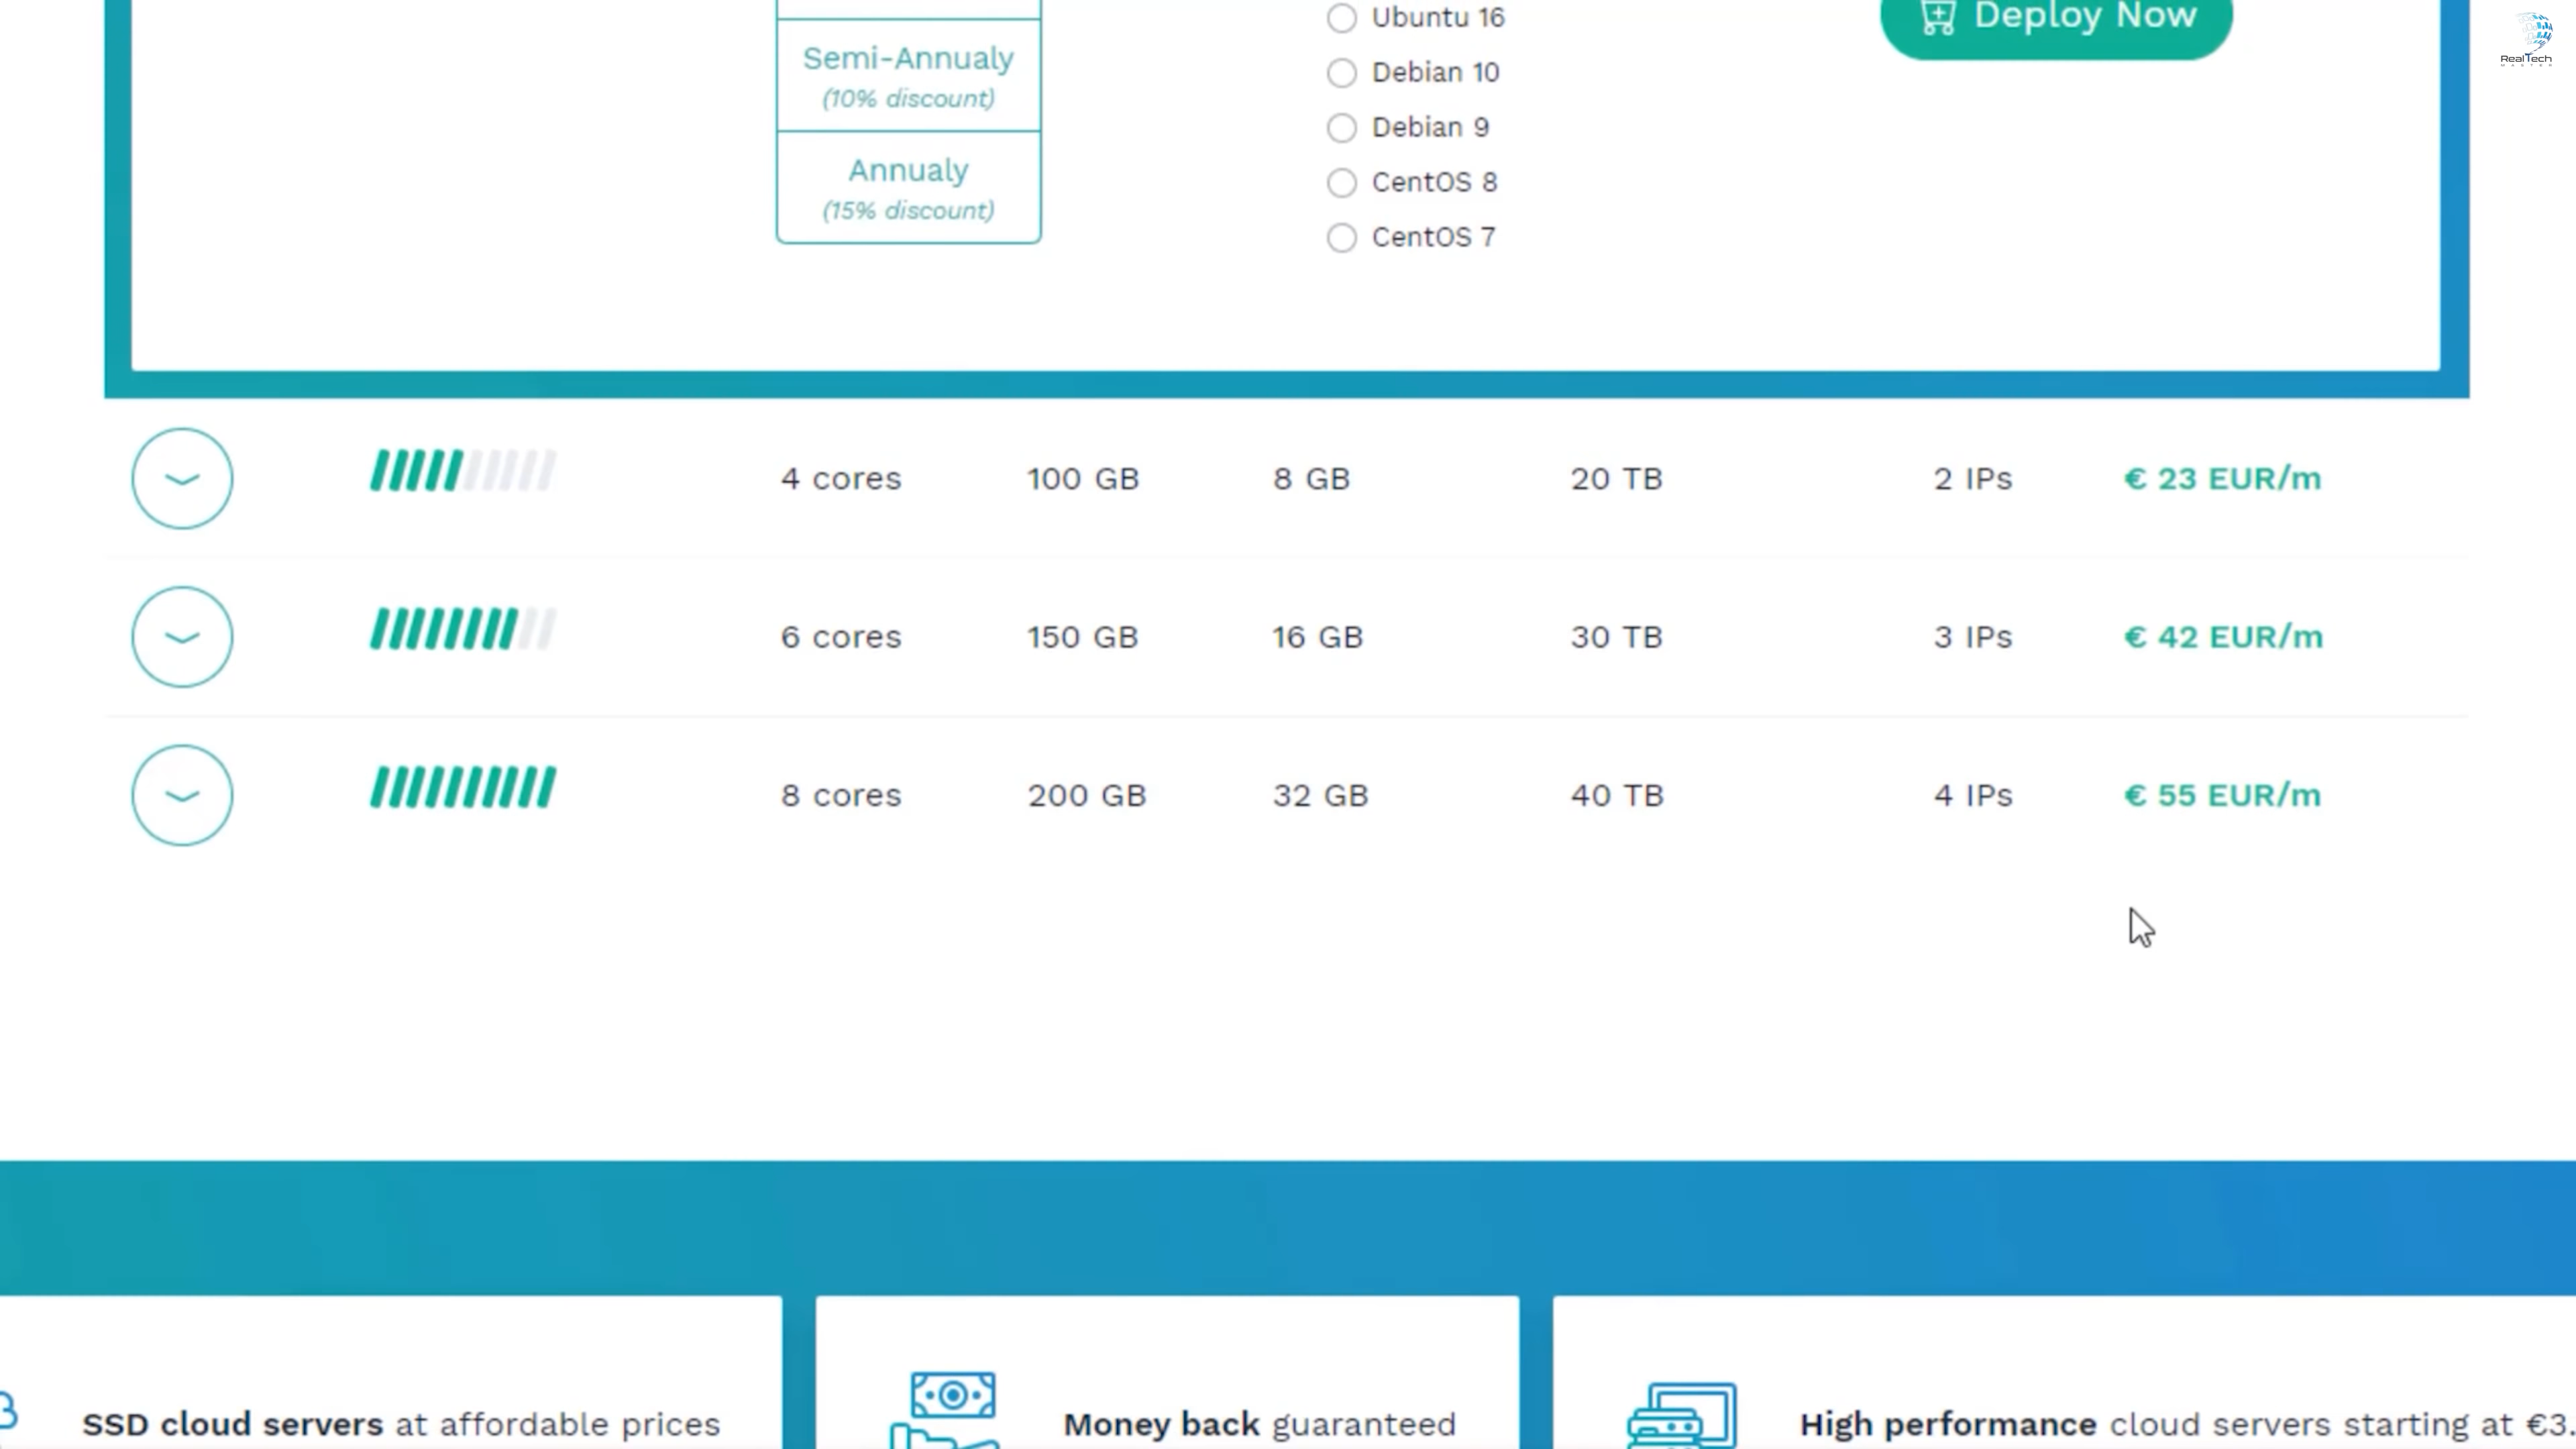 Ubuntu 16
Deploy Now
RealTech
Semi-Annualy
(10% discount)
Debian 10
Debian 9
Annualy
(15% discount)
CentOS 8
CentOS 7
4 cores 100 GB 8 GB 20 TB 2 IPs € 23 EUR/m
6 cores 150 GB 16 GB 30 TB 3 IPs € 42 EUR/m
8 cores 200 GB 32 GB 40 TB 4 IPs € 55 EUR/m
SSD cloud servers at affordable prices
Money back guaranteed
High performance cloud servers starting at €3.